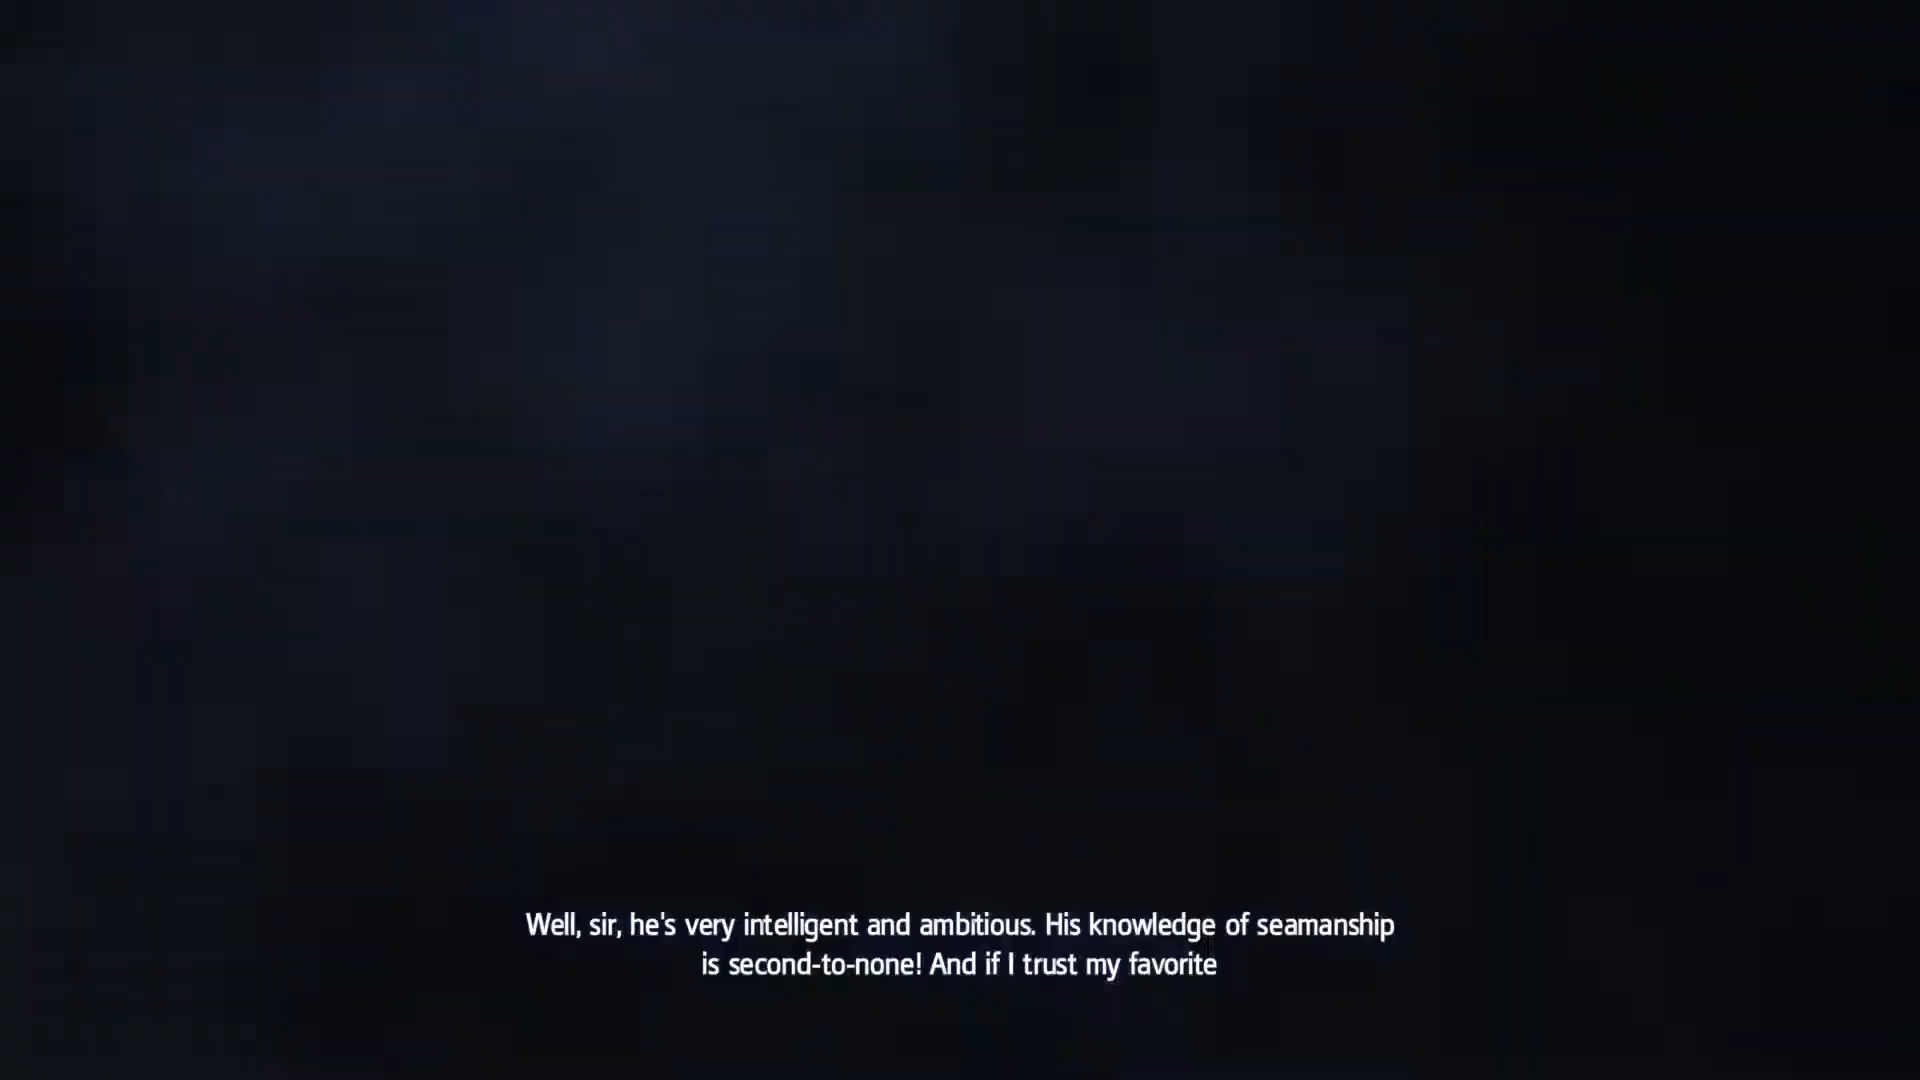 Well, sir, he's very intelligent and ambitious. His knowledge of seamanship
is second-to-none! And if I trust my favorite